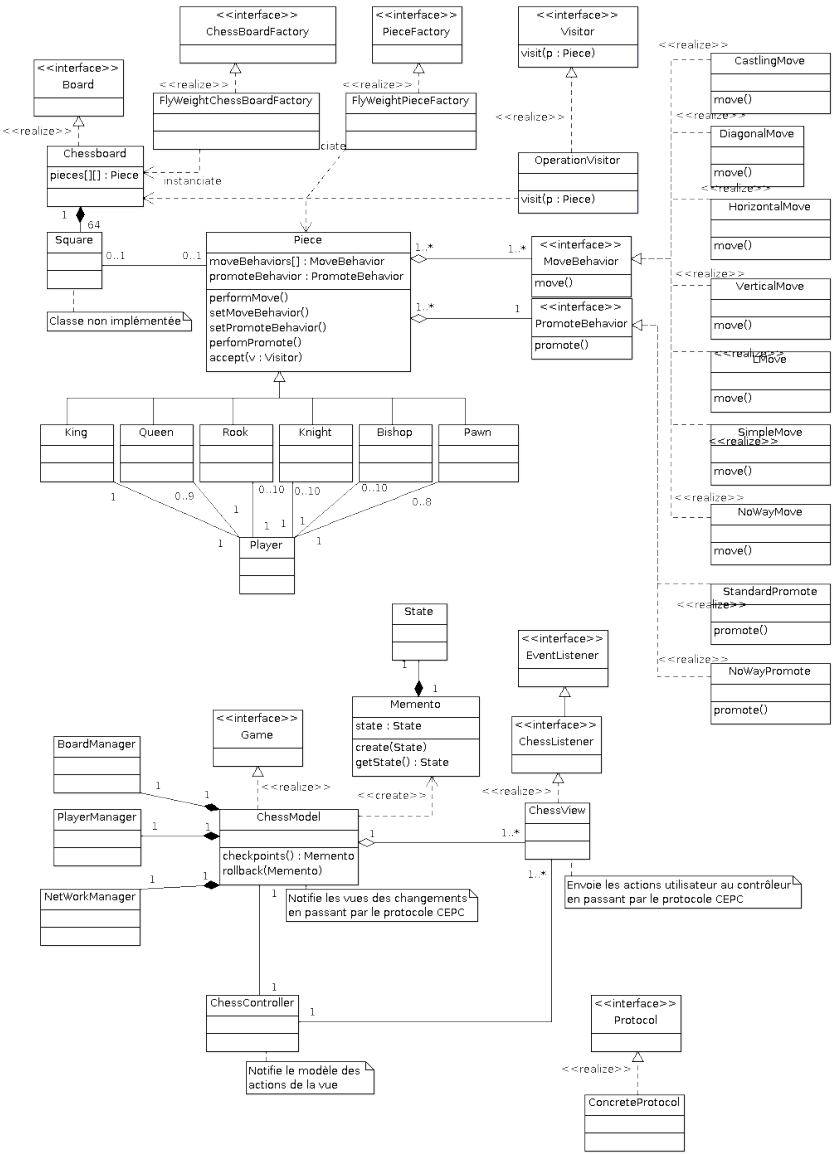 <<interface>>
ChessBoardFactory
<<interface>>
PieceFactory
<<interface>>
Visitor
visit(p : Piece)
<<interface>>
Board
<<realize>>
<<realize>>
<<realize>>
<<realize>>
<<realize>>
FlyWeightChessBoardFactory
FlyWeightPieceFactory
CastlingMove
move()
<<realize>>
DiagonalMove
move()
<<realize>>
Chessboard
pieces[][] : Piece
instanciate
ciate
OperationVisitor
visit(p : Piece)
HorizontalMove
move()
<<realize>>
1
64
Square
0..1
0..1
Classe non implémentée
Piece
moveBehaviors[] : MoveBehavior
promoteBehavior : PromoteBehavior
performMove()
setMoveBehavior()
setPromoteBehavior()
perfomPromote()
accept(v : Visitor)
1..*
1..*
<<interface>>
MoveBehavior
move()
1..*
1
<<interface>>
PromoteBehavior
promote()
VerticalMove
move()
<<realize>>
LMove
move()
SimpleMove
<<realize>>
move()
<<realize>>
NoWayMove
move()
StandardPromote
<<realize>>
promote()
<<realize>>
NoWayPromote
promote()
King
Queen
Rook
Knight
Bishop
Pawn
1
0..9
0..10
0..10
0..10
0..8
1
1
1
1
1
1
Player
State
1
1
Memento
state : State
create(State)
getState() : State
<<interface>>
EventListener
<<interface>>
ChessListener
<<realize>>
<<interface>>
Game
<<realize>>
<<create>>
BoardManager
1
1
PlayerManager
1
1
NetWorkManager
1
1
ChessModel
checkpoints() : Memento
rollback(Memento)
1
1..*
ChessView
1..*
1
Notifie les vues des changements
en passant par le protocole CEPC
Envoie les actions utilisateur au contrôleur
en passant par le protocole CEPC
1
ChessController
1
Notifie le modèle des
actions de la vue
<<interface>>
Protocol
<<realize>>
ConcreteProtocol